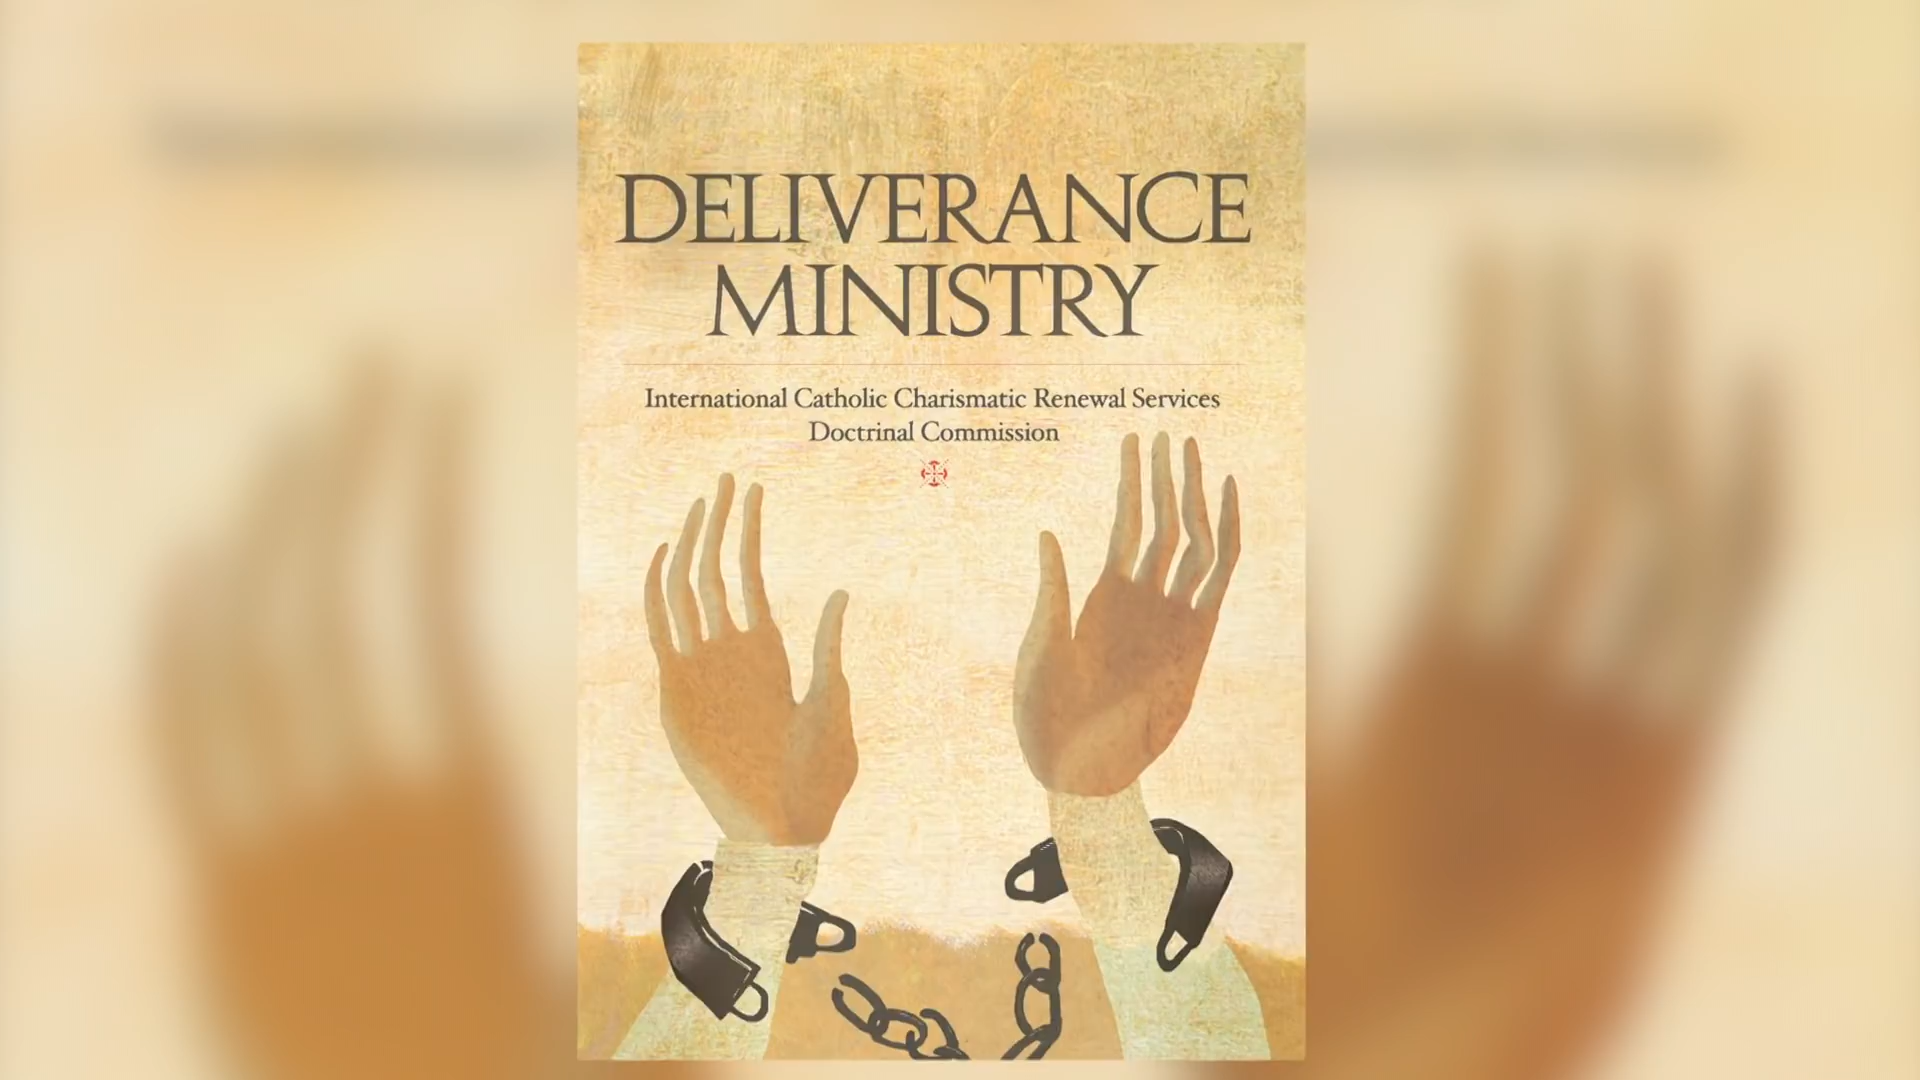 DELIVERANCE
MINISTRY
International Catholic Charismatic Renewal Services
Doctrinal Commission